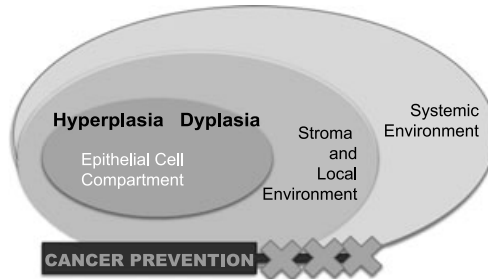 Hyperplasia Dyplasia
Epithelial Cell
Compartment
Stroma
and
Local
Environment
Systemic
Environment
CANCER PREVENTION